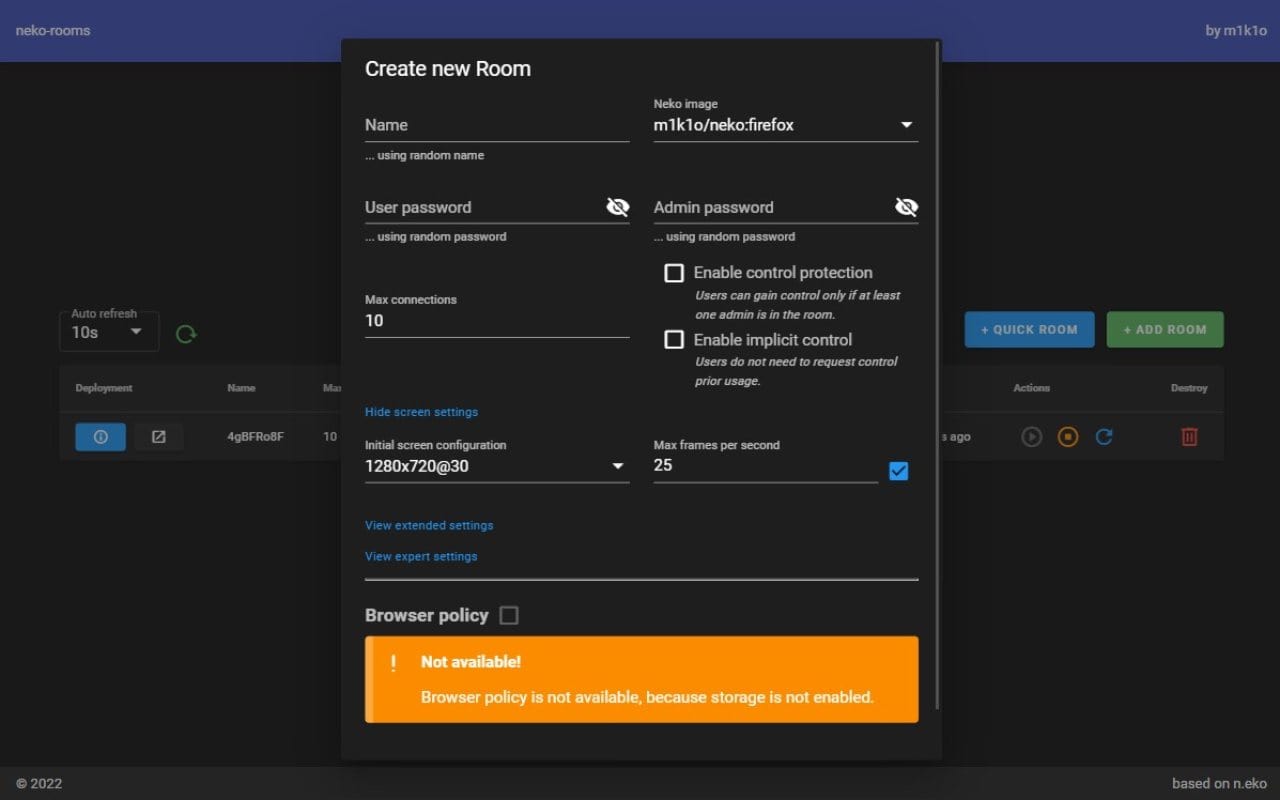 neko-rooms
by m1k1o
Create new Room
Name
... using random name
Neko image
m1k1o/neko:firefox
User password
... using random password
Admin password
... using random password
Max connections
10
Enable control protection
Users can gain control only if at least
one admin is in the room.
Enable implicit control
Users do not need to request control
prior usage.
Hide screen settings
Initial screen configuration
1280x720@30
Max frames per second
25
View extended settings
View expert settings
Browser policy
! Not available!
Browser policy is not available, because storage is not enabled.
Auto refresh
10s
+ QUICK ROOM
+ ADD ROOM
Deployment Name Max Actions Destroy
4gBFRo8F 10 s ago
© 2022
based on n.eko